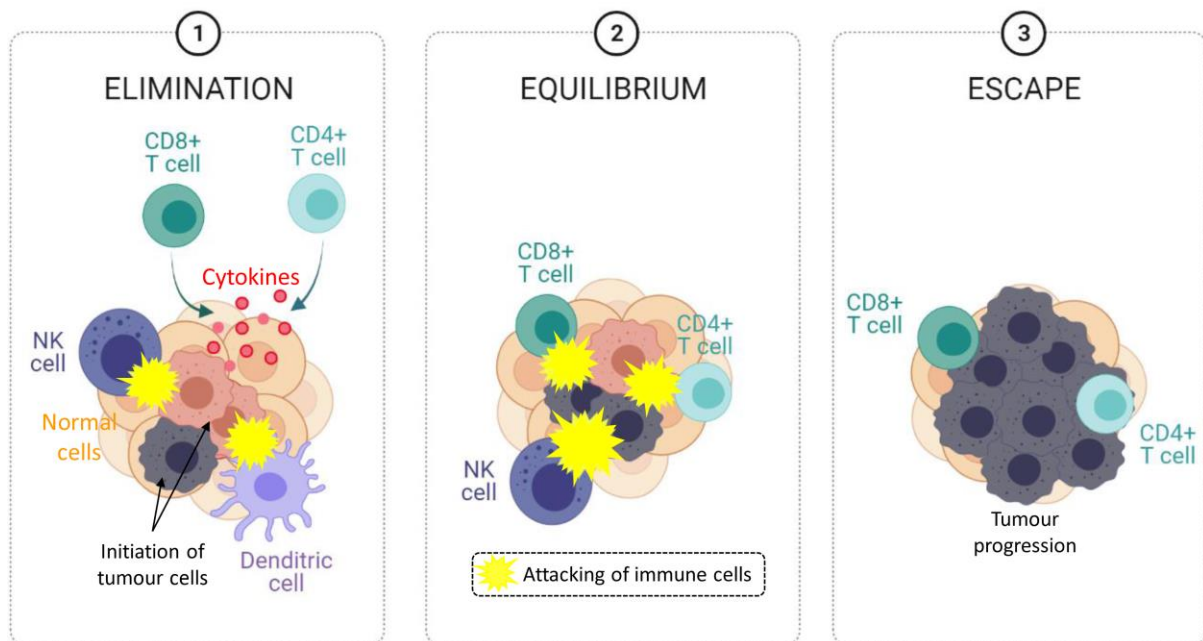 1
ELIMINATION
CD8+
T cell
CD4+
T cell
Cytokines
NK
cell
Normal
cells
Initiation of
tumour cells
Denditric
cell
2
EQUILIBRIUM
CD8+
T cell
CD4+
T cell
NK
cell
Attacking of immune cells
3
ESCAPE
CD8+
T cell
CD4+
T cell
Tumour
progression